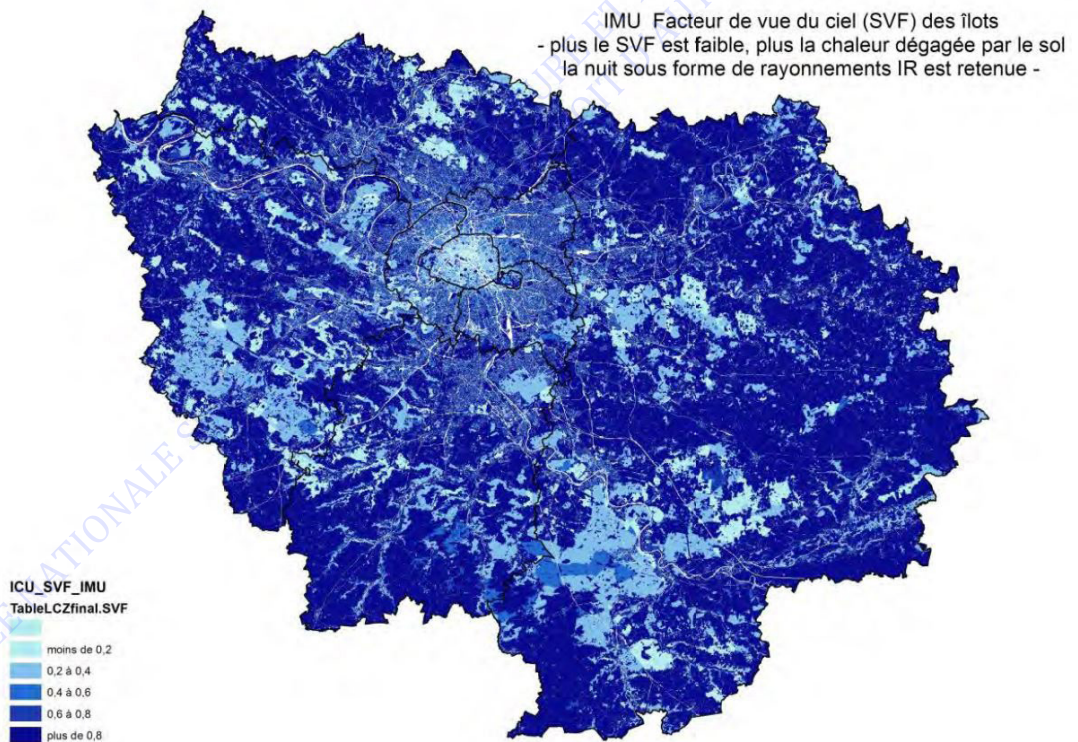 IMU Facteur de vue du ciel (SVF) des îlots
- plus le SVF est faible, plus la chaleur dégagée par le sol
la nuit sous forme de rayonnements IR est retenue -
ICU_SVF_IMU
TableLCZfinal.SVF
moins de 0,2
0,2 à 0,4
0,4 à 0,6
0,6 à 0,8
plus de 0,8
NATIONALE